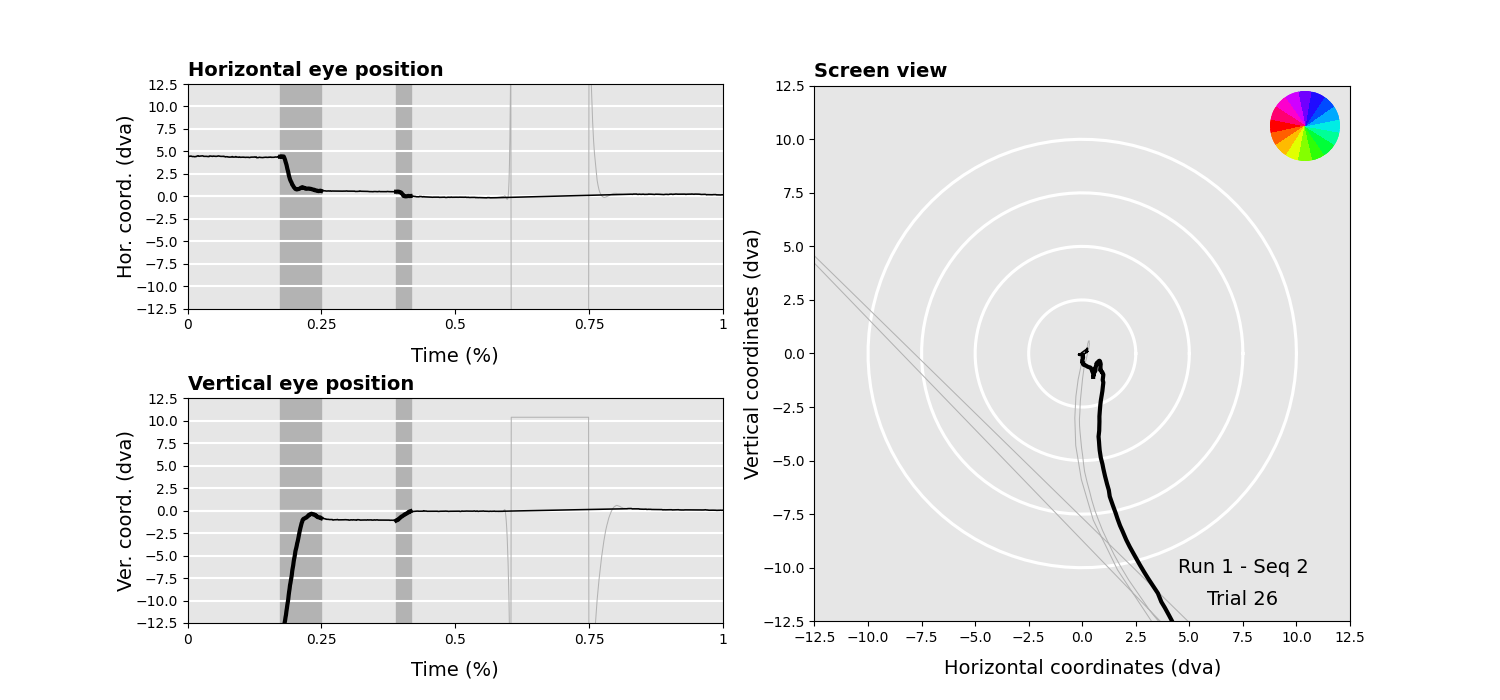 Horizontal eye position
Hor. coord. (dva)
12.5
10.0
7.5
5.0
2.5
0.0
−2.5
−5.0
−7.5
−10.0
−12.5
0 0.25 0.5 0.75 1
Time (%)
Vertical eye position
Ver. coord. (dva)
12.5
10.0
7.5
5.0
2.5
0.0
−2.5
−5.0
−7.5
−10.0
−12.5
0 0.25 0.5 0.75 1
Time (%)
Screen view
Vertical coordinates (dva)
12.5
10.0
7.5
5.0
2.5
0.0
−2.5
−5.0
−7.5
−10.0
−12.5
Run 1 - Seq 2
Trial 26
−12.5 −10.0 −7.5 −5.0 −2.5 0.0 2.5 5.0 7.5 10.0 12.5
Horizontal coordinates (dva)